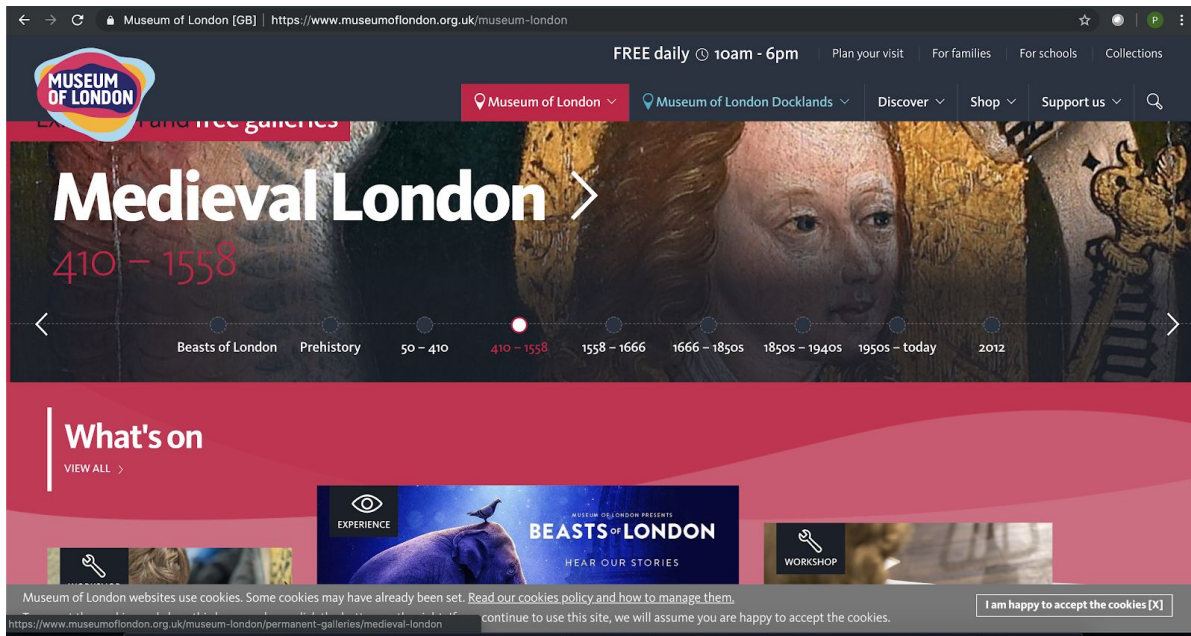 Museum of London [GB] | https://www.museumoflondon.org.uk/museum-london
P
FREE daily 10am - 6pm | Plan your visit | For families | For schools | Collections
MUSEUM
OF LONDON
Museum of London
Museum of London Docklands
Discover
Shop
Support us
and free galleries
Medieval London
410 – 1558
Beasts of London
Prehistory
50 – 410
410 – 1558
1558 – 1666
1666 – 1850s
1850s – 1940s
1950s – today
2012
What's on
VIEW ALL
EXPERIENCE
MUSEUM OF LONDON PRESENTS
BEASTS OF LONDON
HEAR OUR STORIES
WORKSHOP
WORKSHOP
Museum of London websites use cookies. Some cookies may have already been set. Read our cookies policy and how to manage them.
continue to use this site, we will assume you are happy to accept the cookies.
I am happy to accept the cookies [X]
https://www.museumoflondon.org.uk/museum-london/permanent-galleries/medieval-london